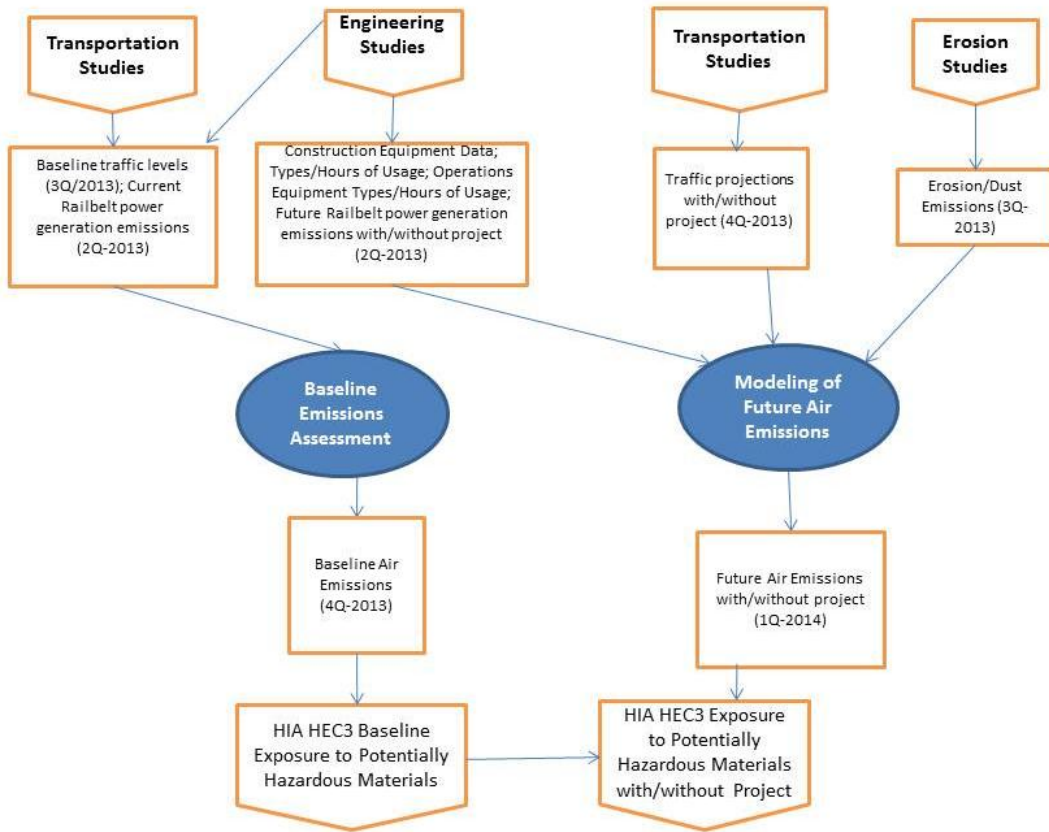 Transportation
Studies
Engineering
Studies
Transportation
Studies
Erosion
Studies
Baseline traffic levels
(3Q/2013); Current
Railbelt power
generation emissions
(2Q-2013)
Construction Equipment Data;
Types/Hours of Usage; Operations
Equipment Types/Hours of Usage;
Future Railbelt power generation
emissions with/without project
(2Q-2013)
Traffic projections
with/without
project (4Q-2013)
Erosion/Dust
Emissions (3Q-
2013)
Baseline
Emissions
Assessment
Modeling of
Future Air
Emissions
Baseline Air
Emissions
(4Q-2013)
Future Air Emissions
with/without project
(1Q-2014)
HIA HEC3 Baseline
Exposure to Potentially
Hazardous Materials
HIA HEC3 Exposure
to Potentially
Hazardous Materials
with/without Project